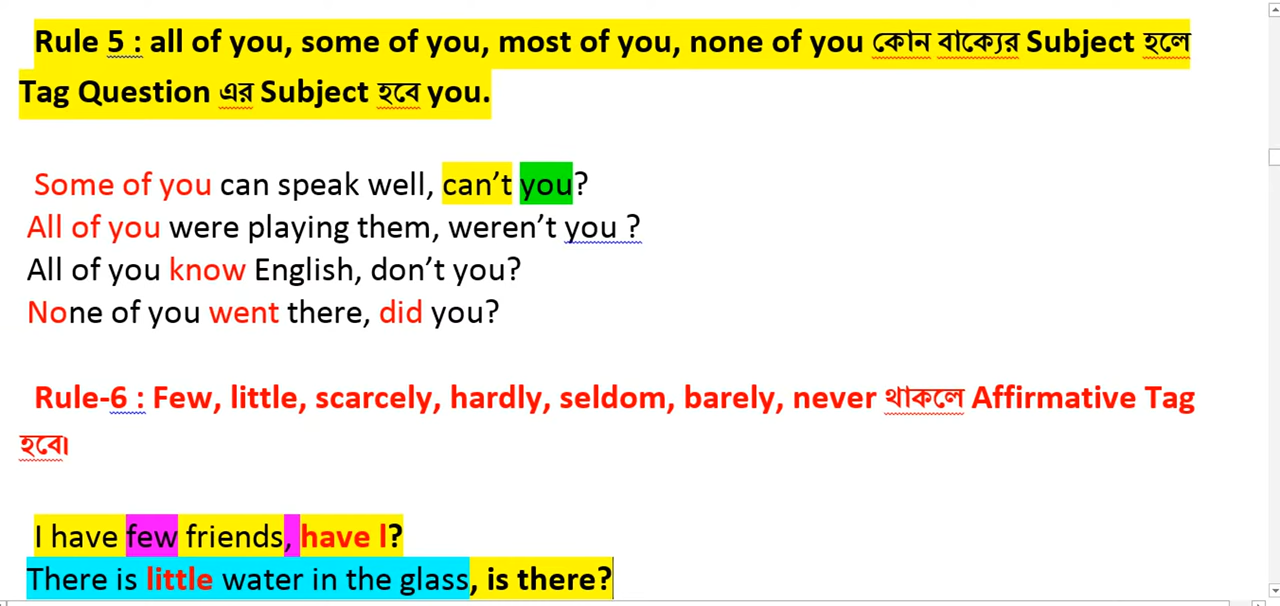 Rule 5 : all of you, some of you, most of you, none of you কোন বাক্যের Subject হলে
Tag Question এর Subject হবে you.
Some of you can speak well, can’t you?
All of you were playing them, weren’t you ?
All of you know English, don’t you?
None of you went there, did you?
Rule-6 : Few, little, scarcely, hardly, seldom, barely, never থাকলে Affirmative Tag
হবে।
I have few friends, have I?
There is little water in the glass, is there?